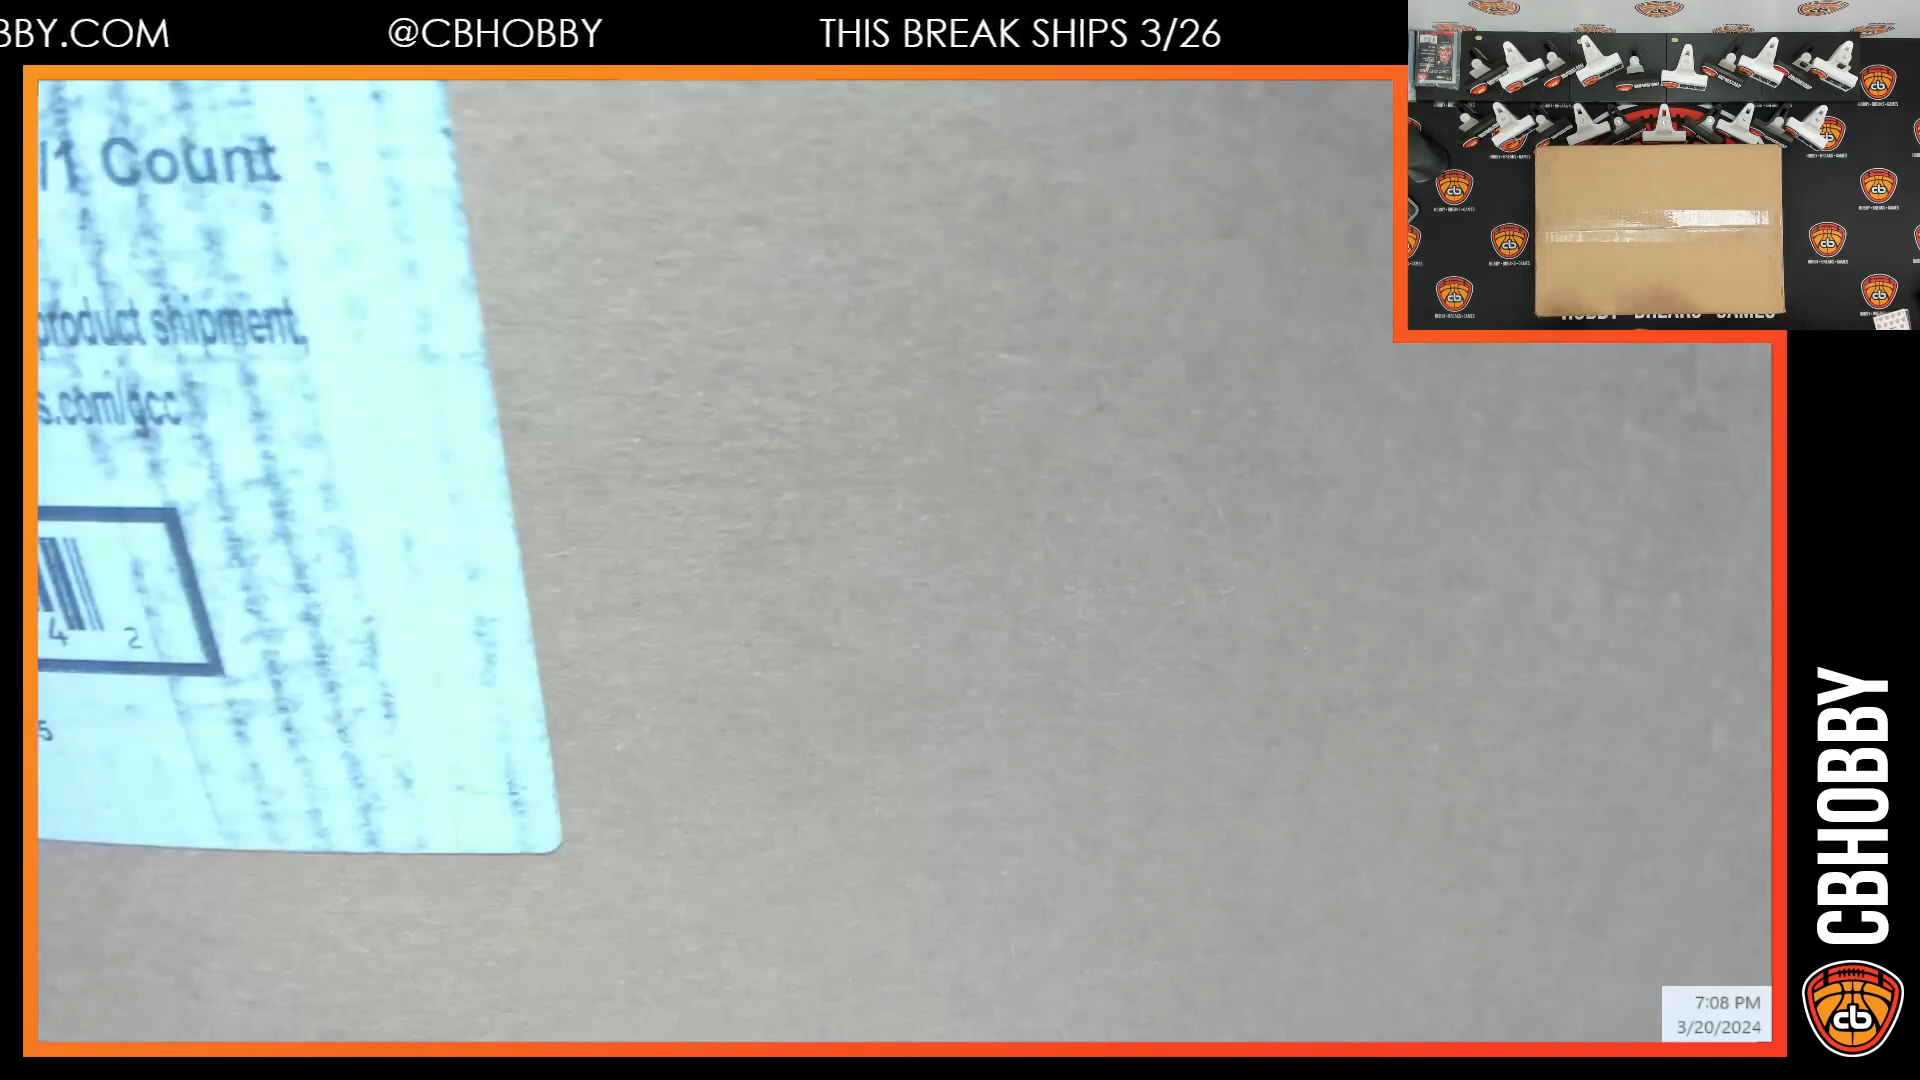 BBY.COM @CBHOBBY THIS BREAK SHIPS 3/26
/1 Count
product shipment.
s.com/gcc
4 2
5
7:08 PM
3/20/2024
CBHOBBY
cb